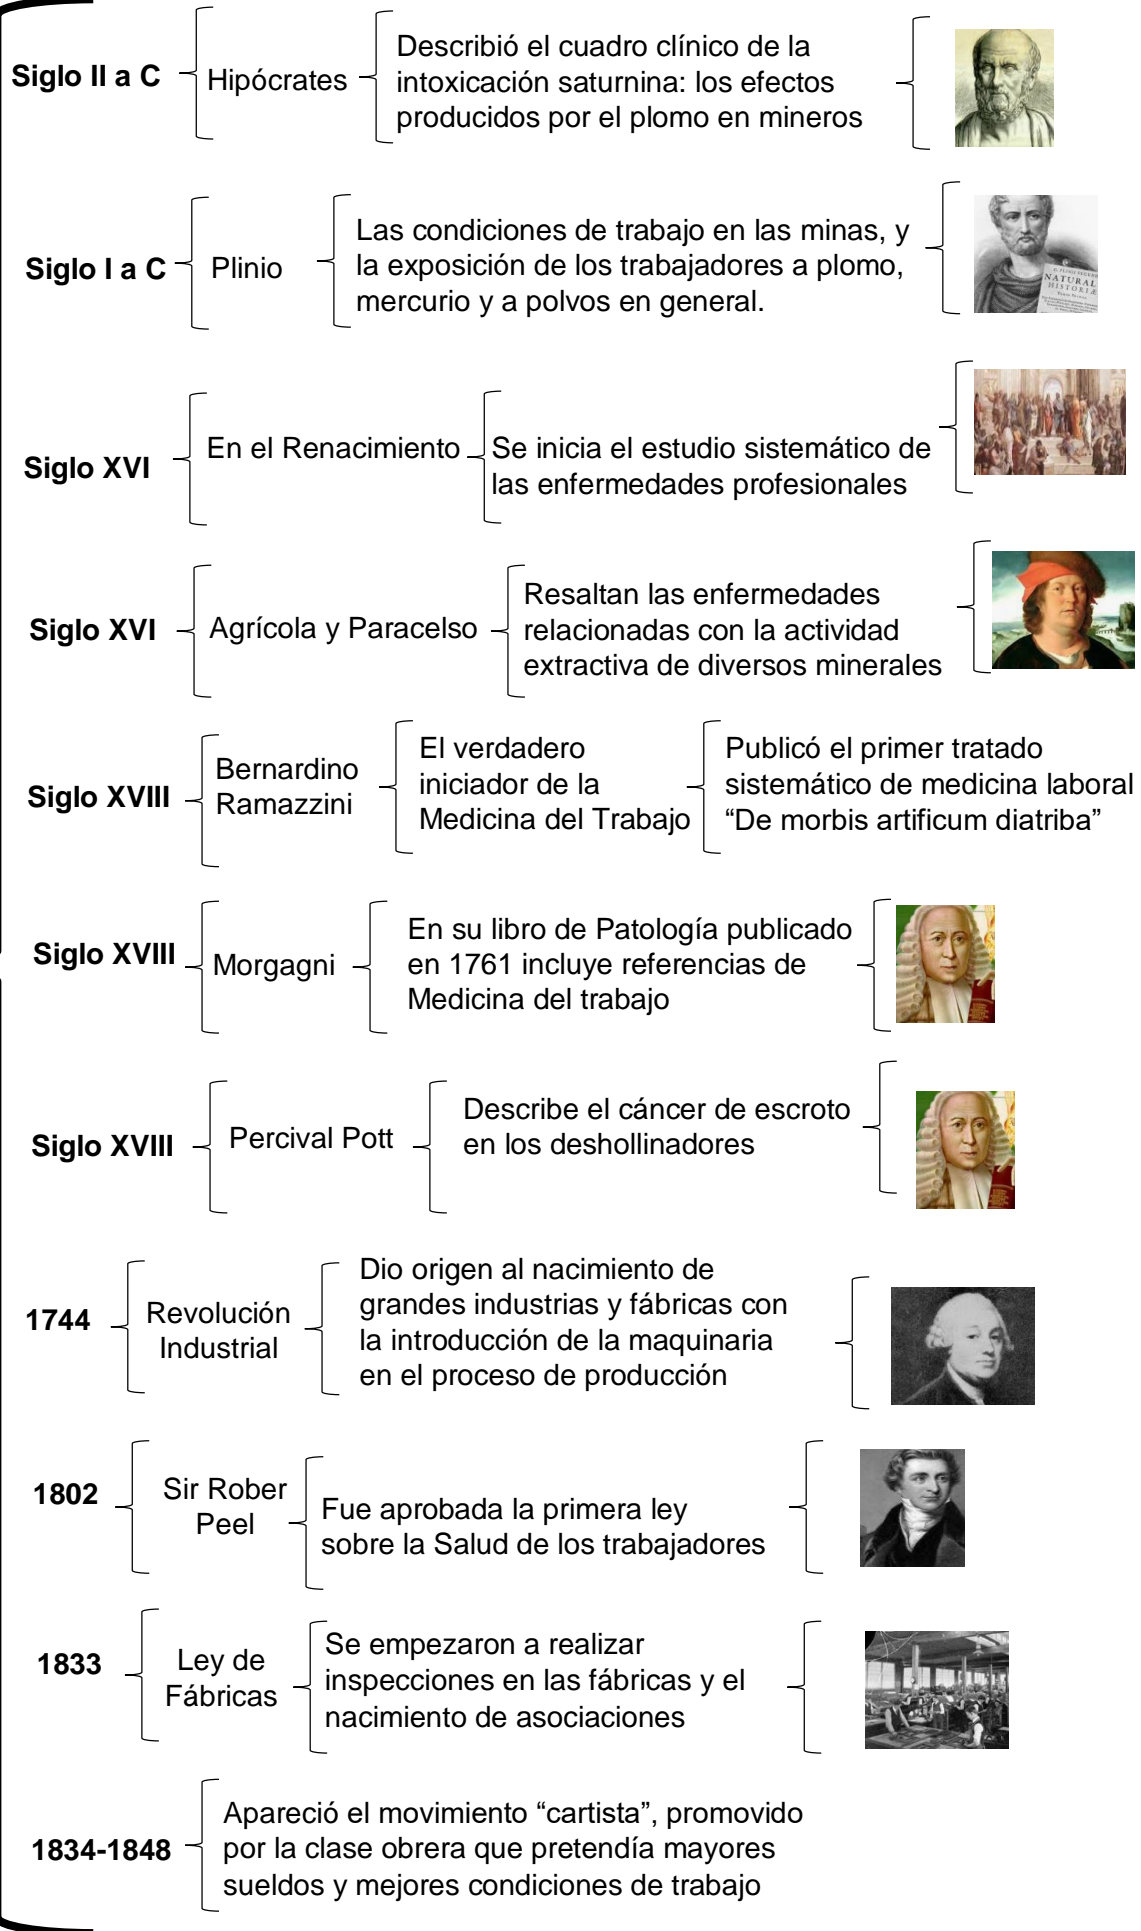 Siglo II a C
Hipócrates
Describió el cuadro clínico de la
intoxicación saturnina: los efectos
producidos por el plomo en mineros
Siglo I a C
Plinio
Las condiciones de trabajo en las minas, y
la exposición de los trabajadores a plomo,
mercurio y a polvos en general.
NATURAL
HISTORIÆ
Siglo XVI
En el Renacimiento
Se inicia el estudio sistemático de
las enfermedades profesionales
Siglo XVI
Agrícola y Paracelso
Resaltan las enfermedades
relacionadas con la actividad
extractiva de diversos minerales
Siglo XVIII
Bernardino
Ramazzini
El verdadero
iniciador de la
Medicina del Trabajo
Publicó el primer tratado
sistemático de medicina laboral
“De morbis artificum diatriba”
Siglo XVIII
Morgagni
En su libro de Patología publicado
en 1761 incluye referencias de
Medicina del trabajo
Siglo XVIII
Percival Pott
Describe el cáncer de escroto
en los deshollinadores
1744
Revolución
Industrial
Dio origen al nacimiento de
grandes industrias y fábricas con
la introducción de la maquinaria
en el proceso de producción
1802
Sir Rober
Peel
Fue aprobada la primera ley
sobre la Salud de los trabajadores
1833
Ley de
Fábricas
Se empezaron a realizar
inspecciones en las fábricas y el
nacimiento de asociaciones
1834-1848
Apareció el movimiento “cartista”, promovido
por la clase obrera que pretendía mayores
sueldos y mejores condiciones de trabajo